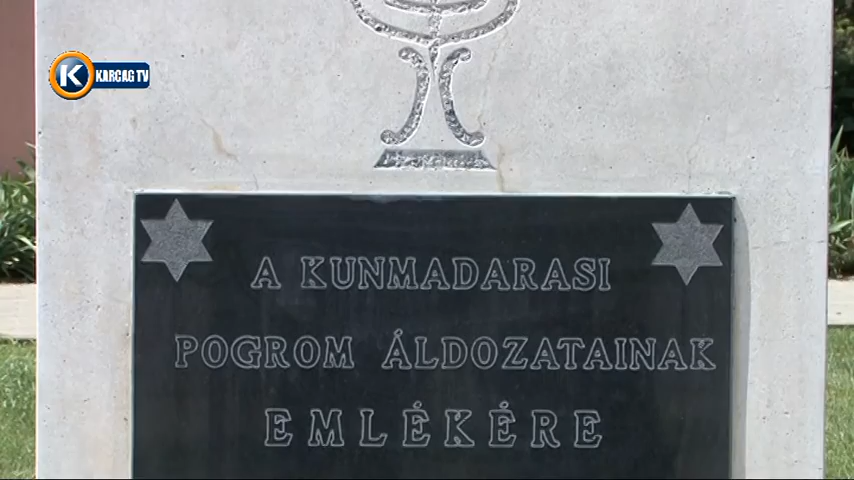 K KARCAG TV
A KUNMADARASI
POGROM ÁLDOZATAINAK
EMLÉKÉRE